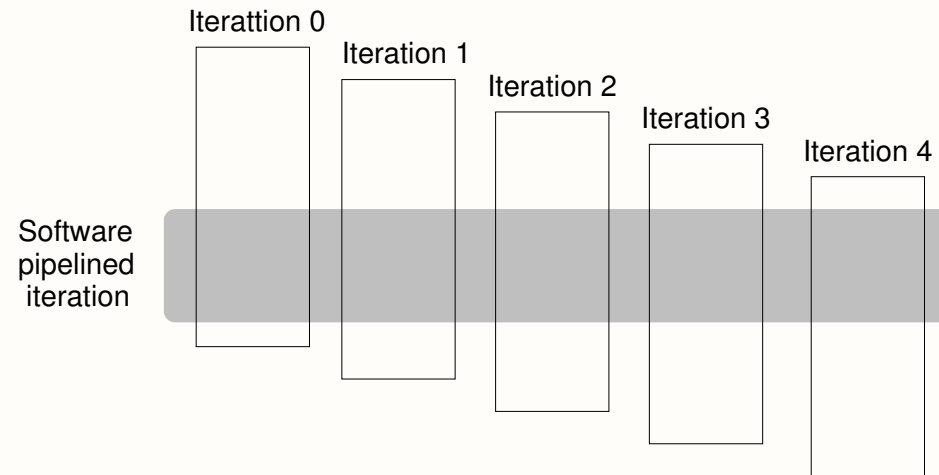 Iterattion 0
Iteration 1
Iteration 2
Iteration 3
Iteration 4
Software
pipelined
iteration